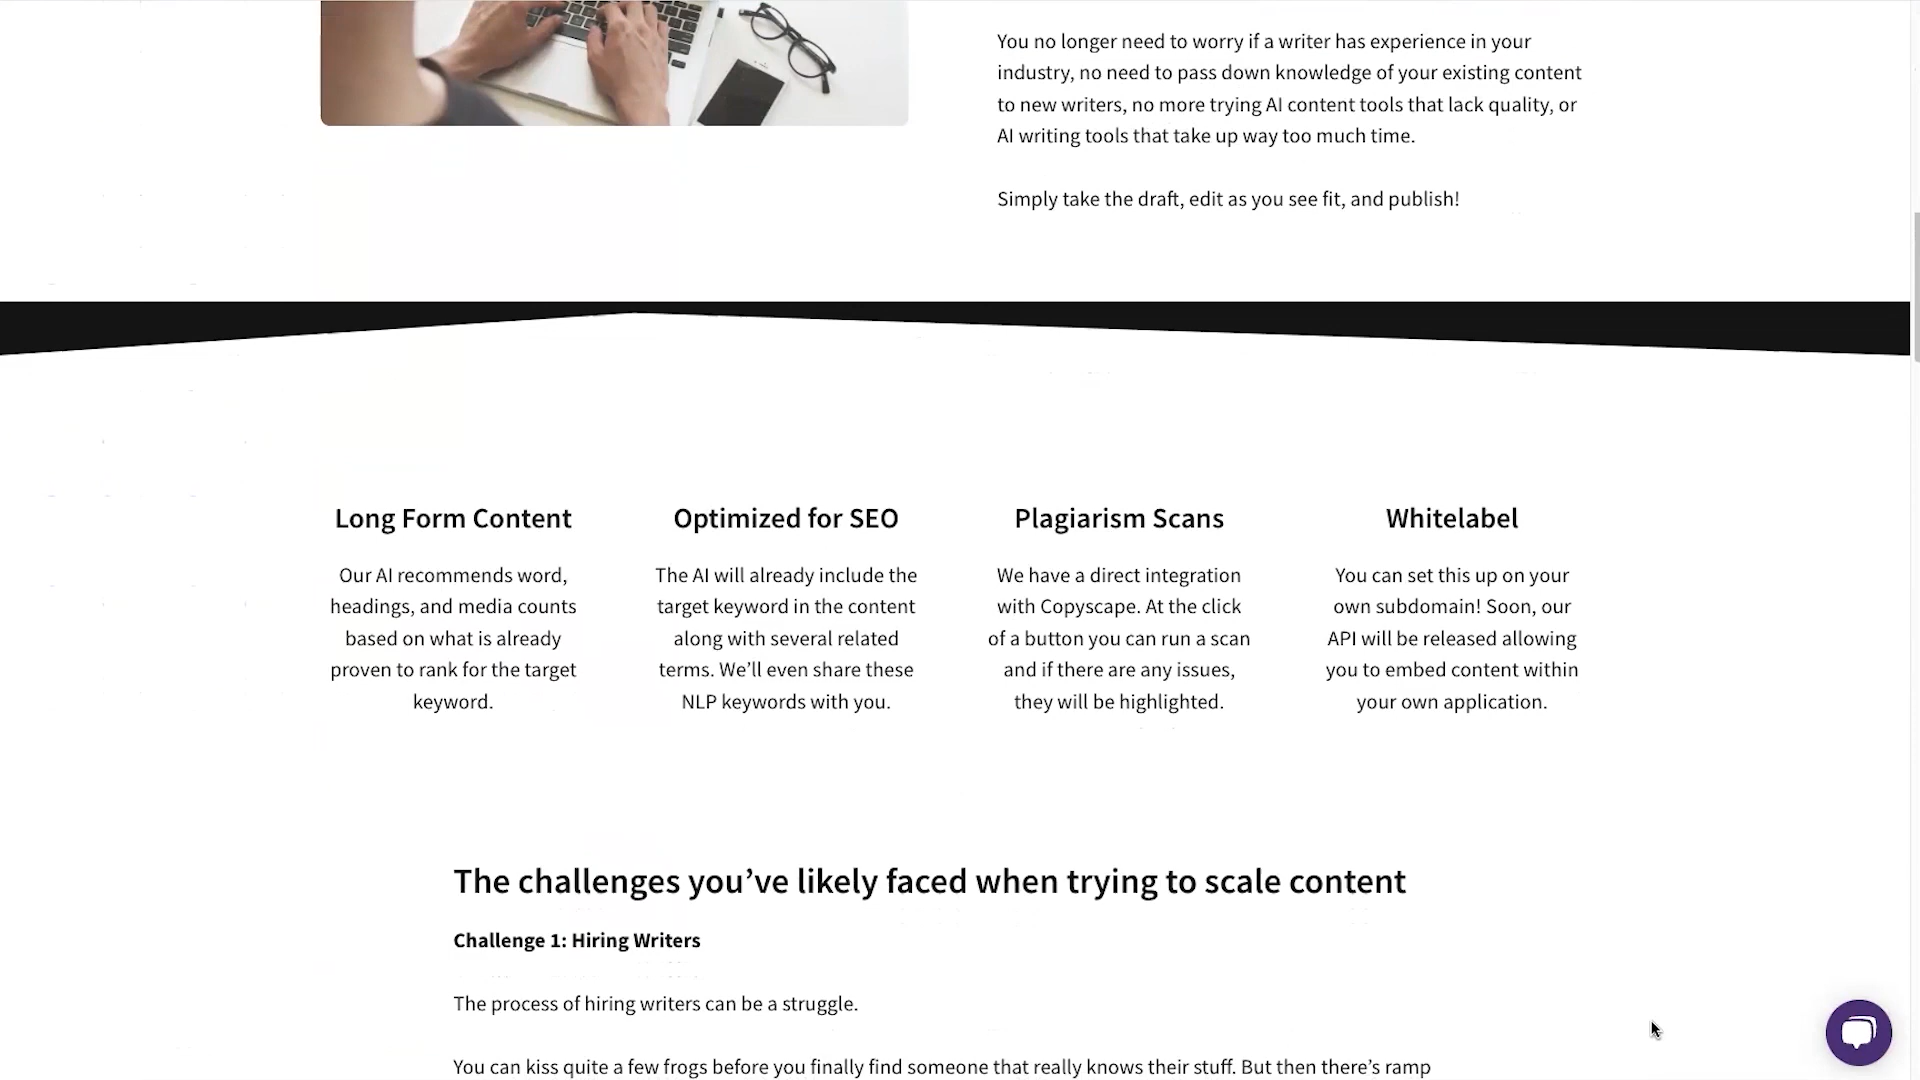 You no longer need to worry if a writer has experience in your
industry, no need to pass down knowledge of your existing content
to new writers, no more trying AI content tools that lack quality, or
AI writing tools that take up way too much time.
Simply take the draft, edit as you see fit, and publish!
Long Form Content
Our AI recommends word,
headings, and media counts
based on what is already
proven to rank for the target
keyword.
Optimized for SEO
The AI will already include the
target keyword in the content
along with several related
terms. We’ll even share these
NLP keywords with you.
Plagiarism Scans
We have a direct integration
with Copyscape. At the click
of a button you can run a scan
and if there are any issues,
they will be highlighted.
Whitelabel
You can set this up on your
own subdomain! Soon, our
API will be released allowing
you to embed content within
your own application.
The challenges you’ve likely faced when trying to scale content
Challenge 1: Hiring Writers
The process of hiring writers can be a struggle.
You can kiss quite a few frogs before you finally find someone that really knows their stuff. But then there’s ramp